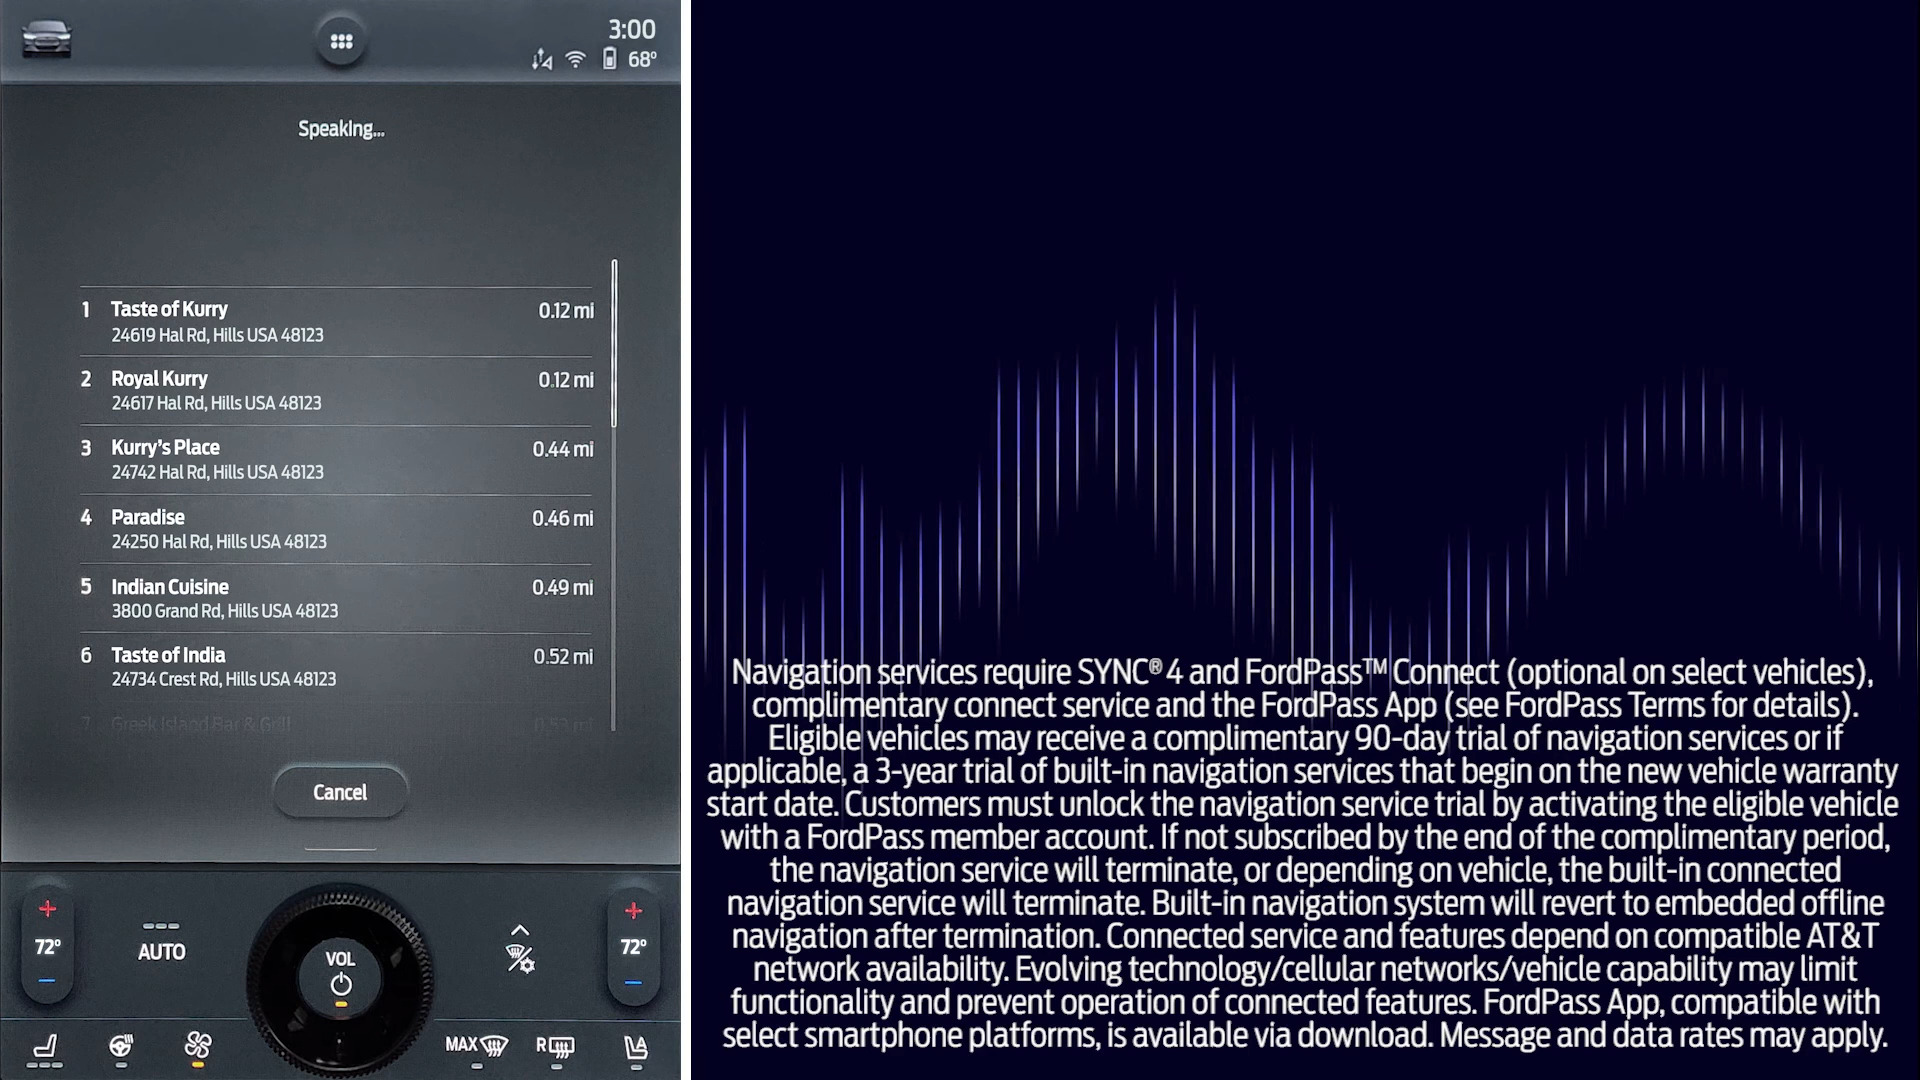 3:00
68°
Speaking...
1 Taste of Kurry 0.12 mi
24619 Hal Rd, Hills USA 48123
2 Royal Kurry 0.12 mi
24617 Hal Rd, Hills USA 48123
3 Kurry's Place 0.44 mi
24742 Hal Rd, Hills USA 48123
4 Paradise 0.46 mi
24250 Hal Rd, Hills USA 48123
5 Indian Cuisine 0.49 mi
3800 Grand Rd, Hills USA 48123
6 Taste of India 0.52 mi
24734 Crest Rd, Hills USA 48123
7 Greek Island Bar & Grill 0.53 mi
Cancel
72°
AUTO
VOL
72°
MAX
R
A
Navigation services require SYNC® 4 and FordPass™ Connect (optional on select vehicles),
complimentary connect service and the FordPass App (see FordPass Terms for details).
Eligible vehicles may receive a complimentary 90-day trial of navigation services or if
applicable, a 3-year trial of built-in navigation services that begin on the new vehicle warranty
start date. Customers must unlock the navigation service trial by activating the eligible vehicle
with a FordPass member account. If not subscribed by the end of the complimentary period,
the navigation service will terminate, or depending on vehicle, the built-in connected
navigation service will terminate. Built-in navigation system will revert to embedded offline
navigation after termination. Connected service and features depend on compatible AT&T
network availability. Evolving technology/cellular networks/vehicle capability may limit
functionality and prevent operation of connected features. FordPass App, compatible with
select smartphone platforms, is available via download. Message and data rates may apply.